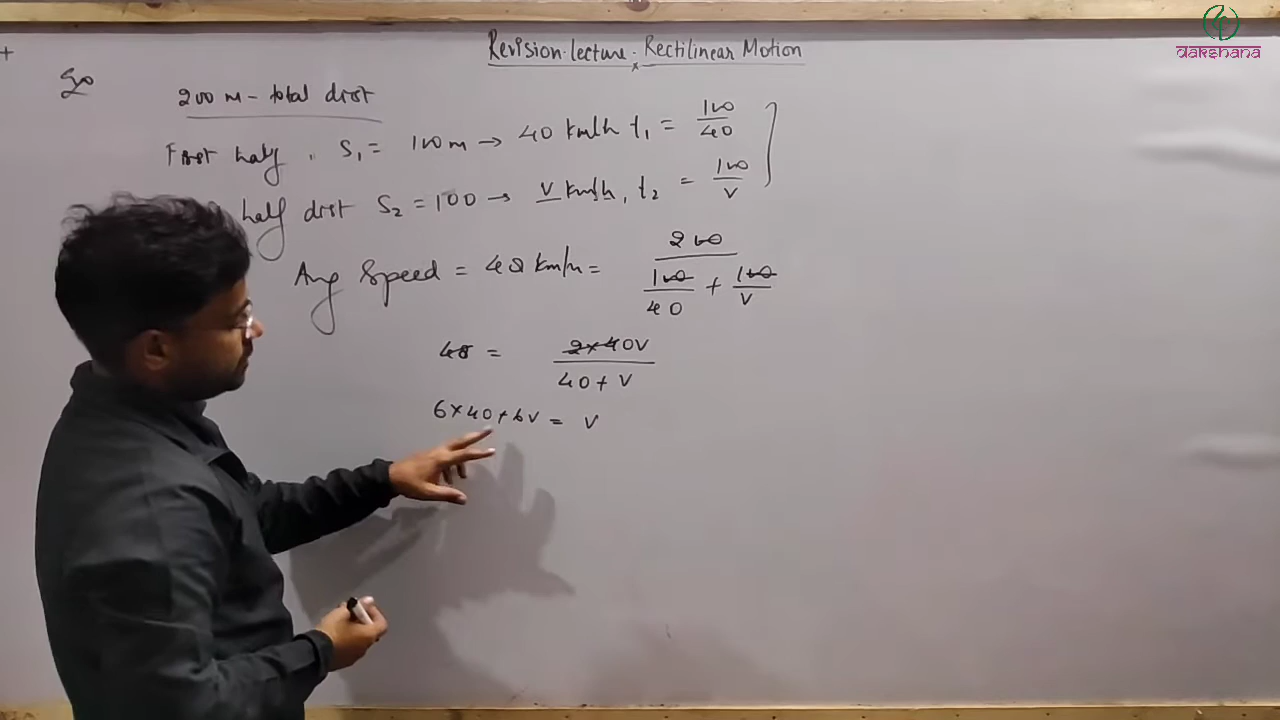 Revision lecture - Rectilinear Motion
dakshana
200 m - total dist
First half, S₁ = 100 m → 40 km/h t₁ = 100/40
half dist S₂ = 100 → v km/h, t₂ = 100/v
Avg Speed = 48 km/h = 200/(100/40 + 100/v)
48 = 2×40v/(40+v)
6×40+6v = v